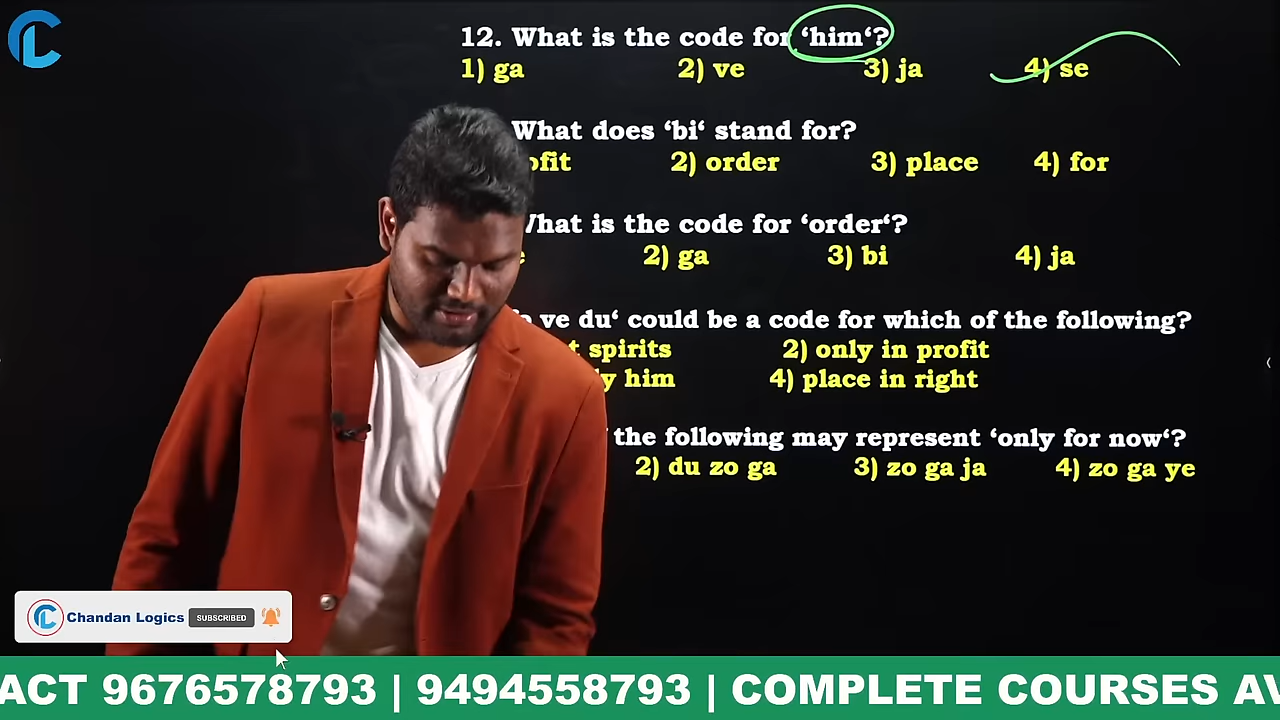 12. What is the code for ‘him‘?
1) ga 2) ve 3) ja 4) se
What does ‘bi‘ stand for?
ofit 2) order 3) place 4) for
What is the code for ‘order‘?
2) ga 3) bi 4) ja
ve du‘ could be a code for which of the following?
t spirits 2) only in profit
y him 4) place in right
the following may represent ‘only for now‘?
2) du zo ga 3) zo ga ja 4) zo ga ye
Chandan Logics SUBSCRIBED
ACT 9676578793 | 9494558793 | COMPLETE COURSES AV